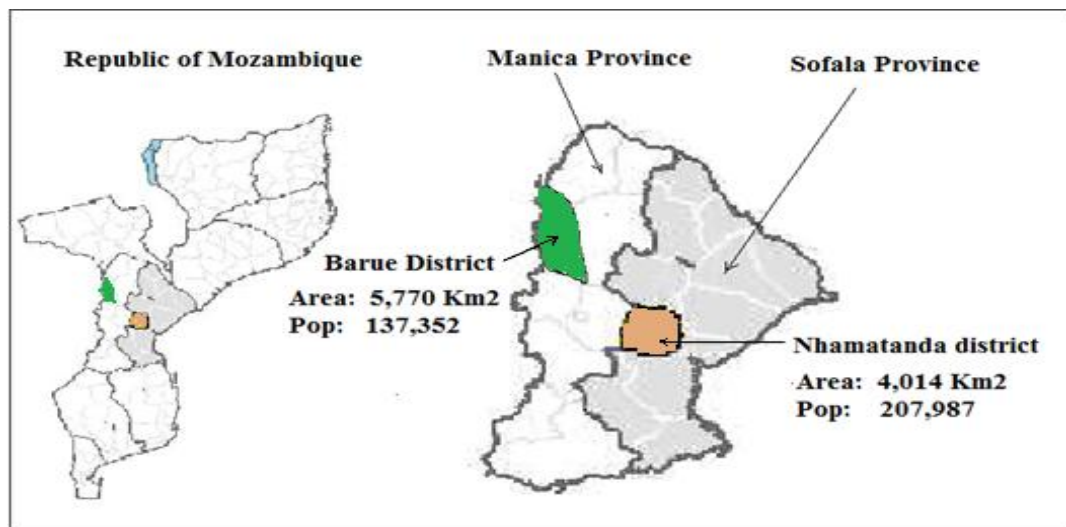 Republic of Mozambique
Manica Province
Sofala Province
Barue District
Area: 5,770 Km2
Pop: 137,352
Nhamatanda district
Area: 4,014 Km2
Pop: 207,987